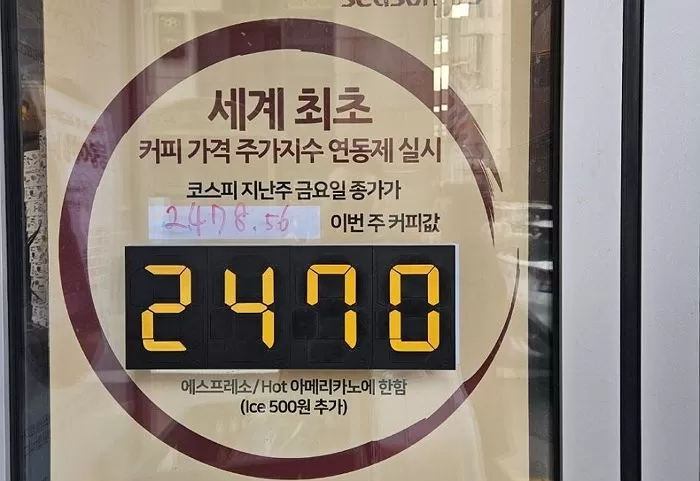 세계 최초
커피 가격 주가지수 연동제 실시
코스피 지난주 금요일 종가가
2478.56 이번 주 커피값
2470
에스프레소/Hot 아메리카노에 한함
(Ice 500원 추가)